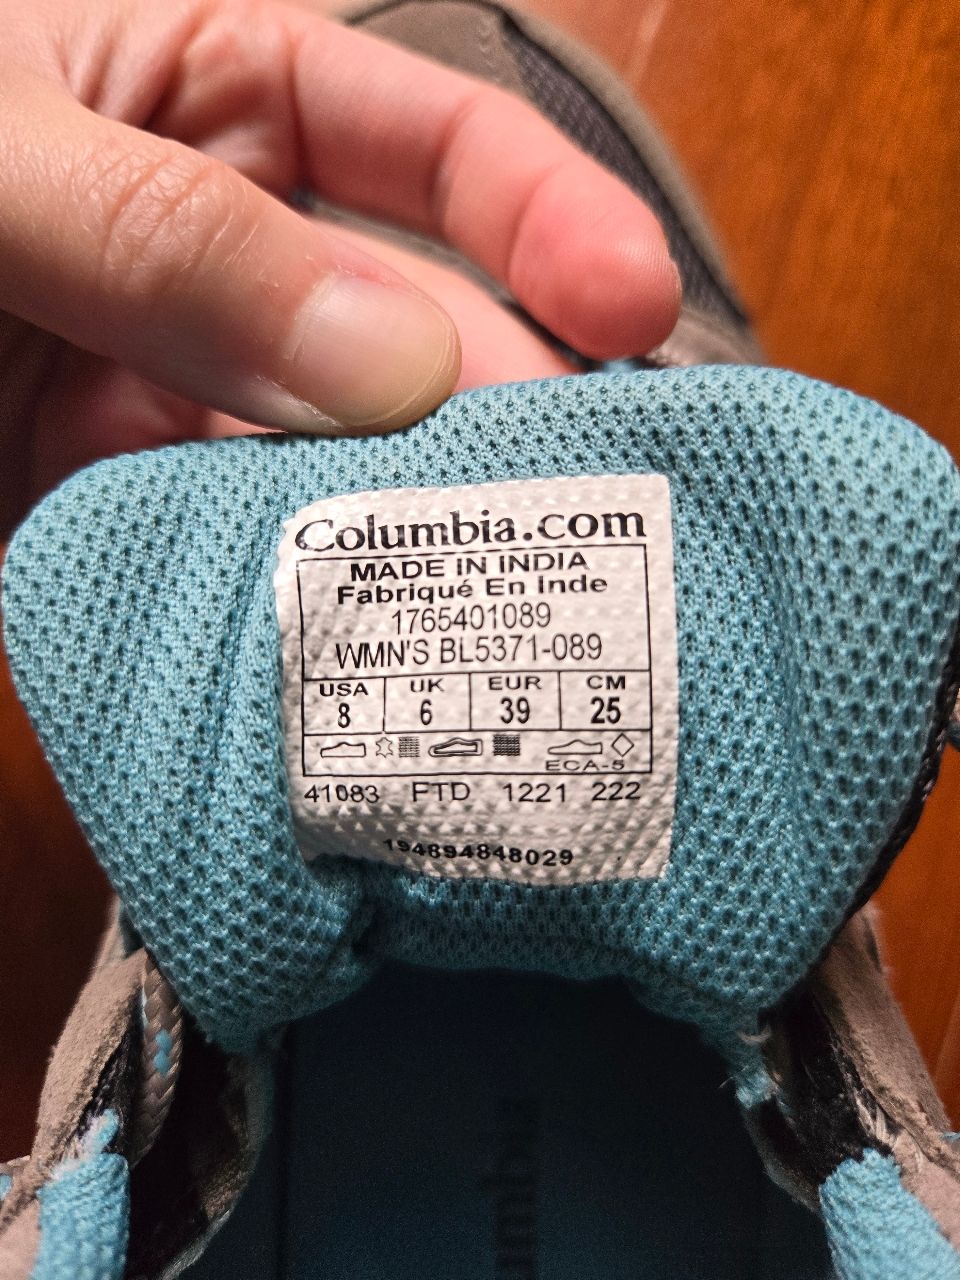 Columbia.com
MADE IN INDIA
Fabriqué En Inde
1765401089
WMN'S BL5371-089
USA UK EUR CM
8 6 39 25
ECA-5
41083 FTD 1221 222
194894848029